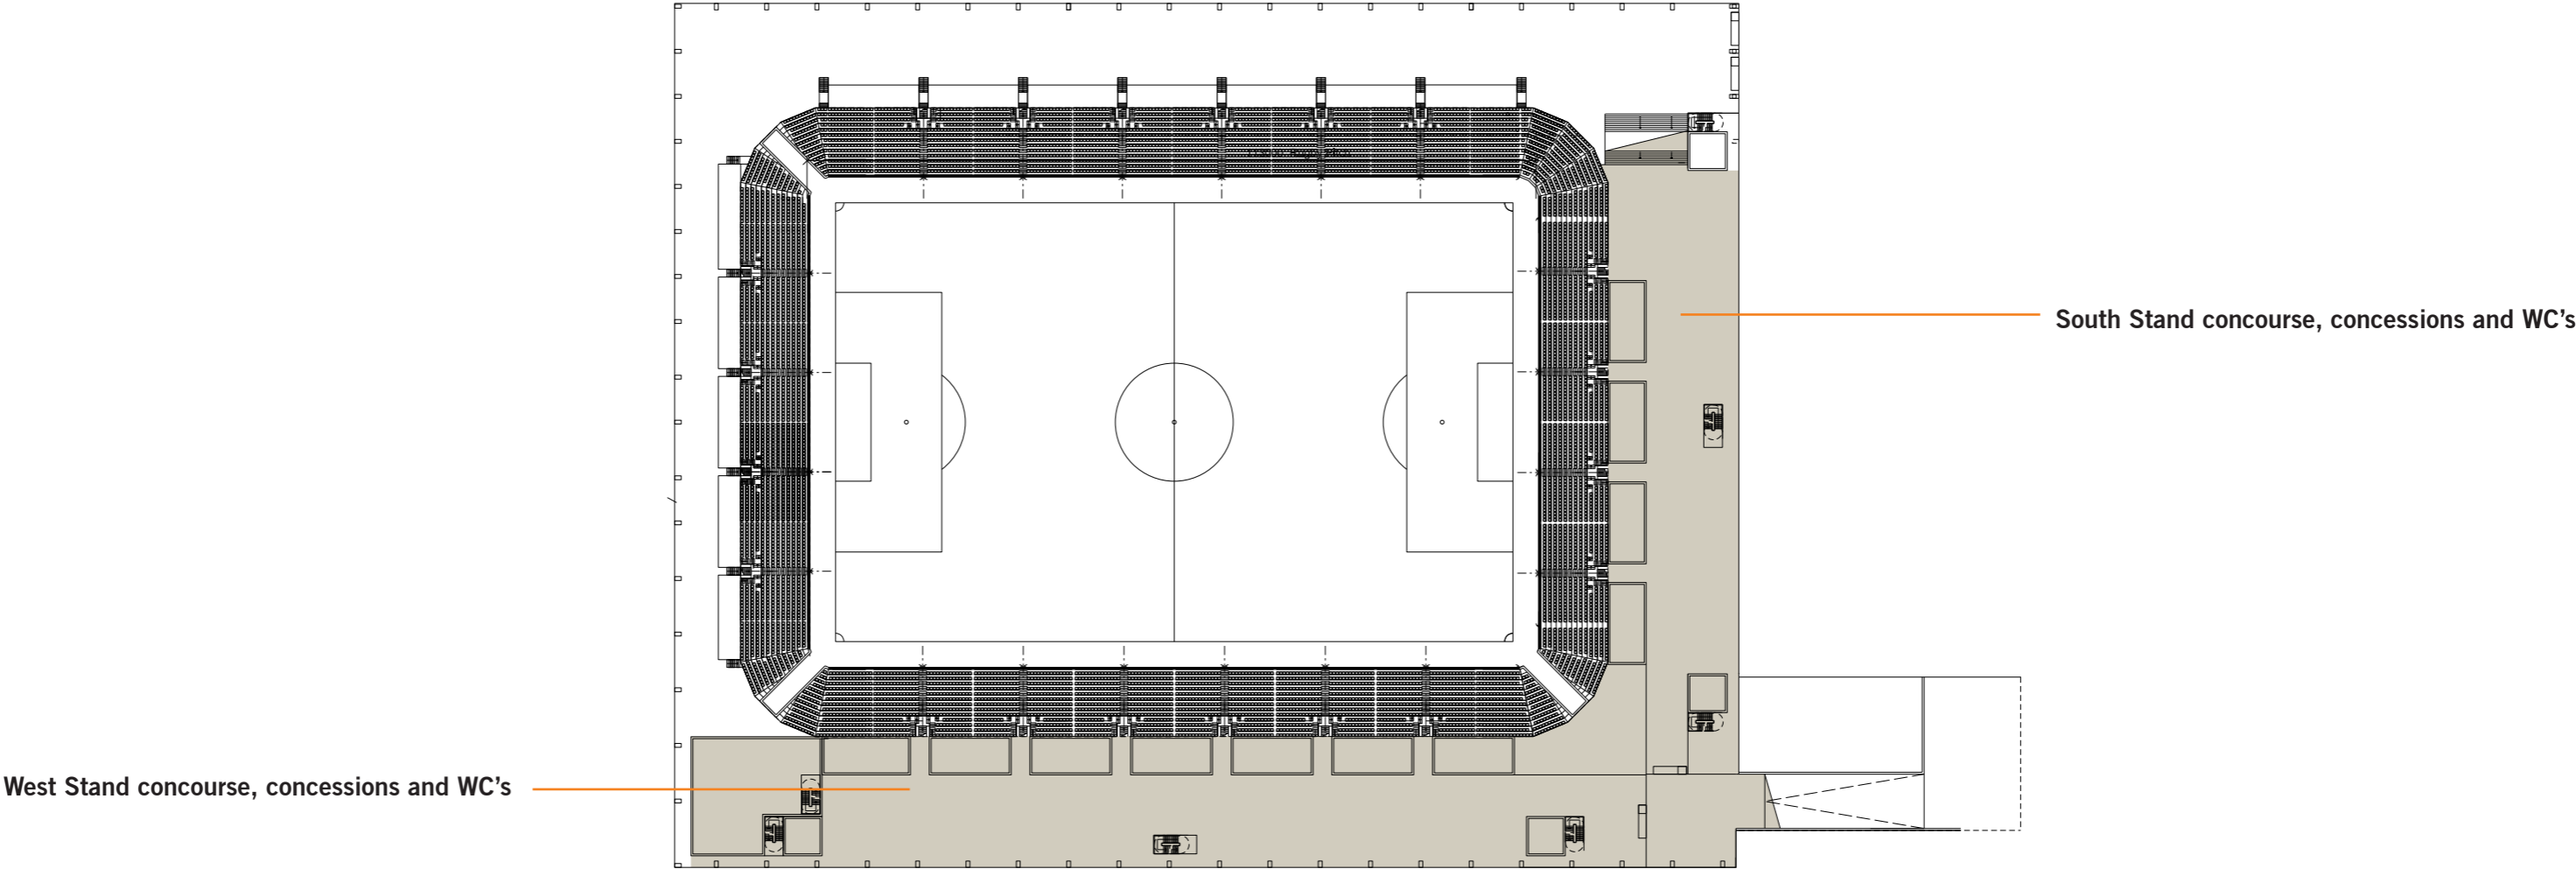 South Stand concourse, concessions and WC’s
West Stand concourse, concessions and WC’s